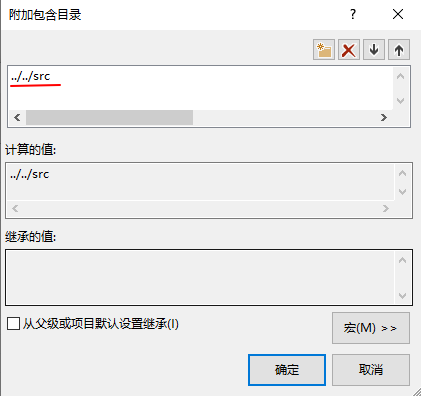 附加包含目录
../../src
计算的值:
../../src
继承的值:
从父级或项目默认设置继承(I)
宏(M) >>
确定
取消